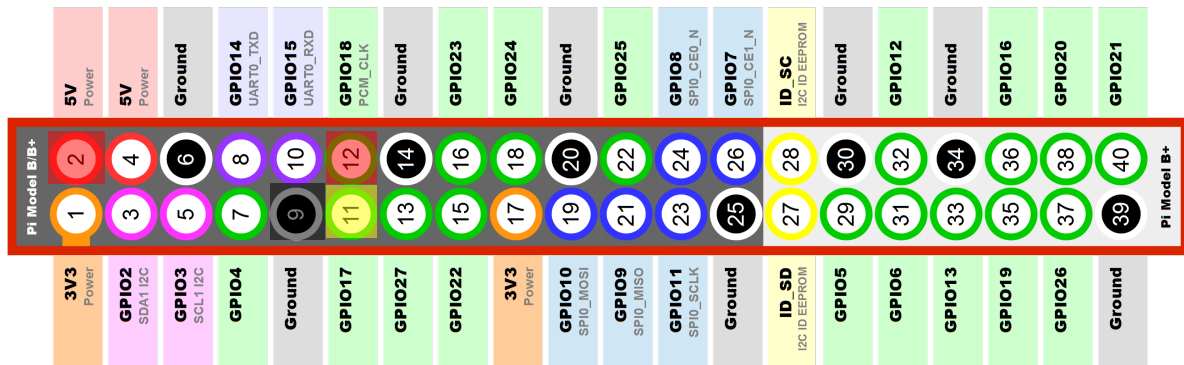 5V
Power
5V
Power
Ground
GPIO14
UART0_TXD
GPIO15
UART0_RXD
GPIO18
PCM_CLK
Ground
GPIO23
GPIO24
Ground
GPIO25
GPIO8
SPI0_CE0_N
GPIO7
SPI0_CE1_N
ID_SC
I2C ID EEPROM
Ground
GPIO12
Ground
GPIO16
GPIO20
GPIO21
Pi Model B/B+
2 4 6 8 10 12 14 16 18 20 22 24 26 28 30 32 34 36 38 40
1 3 5 7 9 11 13 15 17 19 21 23 25 27 29 31 33 35 37 39
Pi Model B+
3V3
Power
GPIO2
SDA1 I2C
GPIO3
SCL1 I2C
GPIO4
Ground
GPIO17
GPIO27
GPIO22
3V3
Power
GPIO10
SPI0_MOSI
GPIO9
SPI0_MISO
GPIO11
SPI0_SCLK
Ground
ID_SD
I2C ID EEPROM
GPIO5
GPIO6
GPIO13
GPIO19
GPIO26
Ground